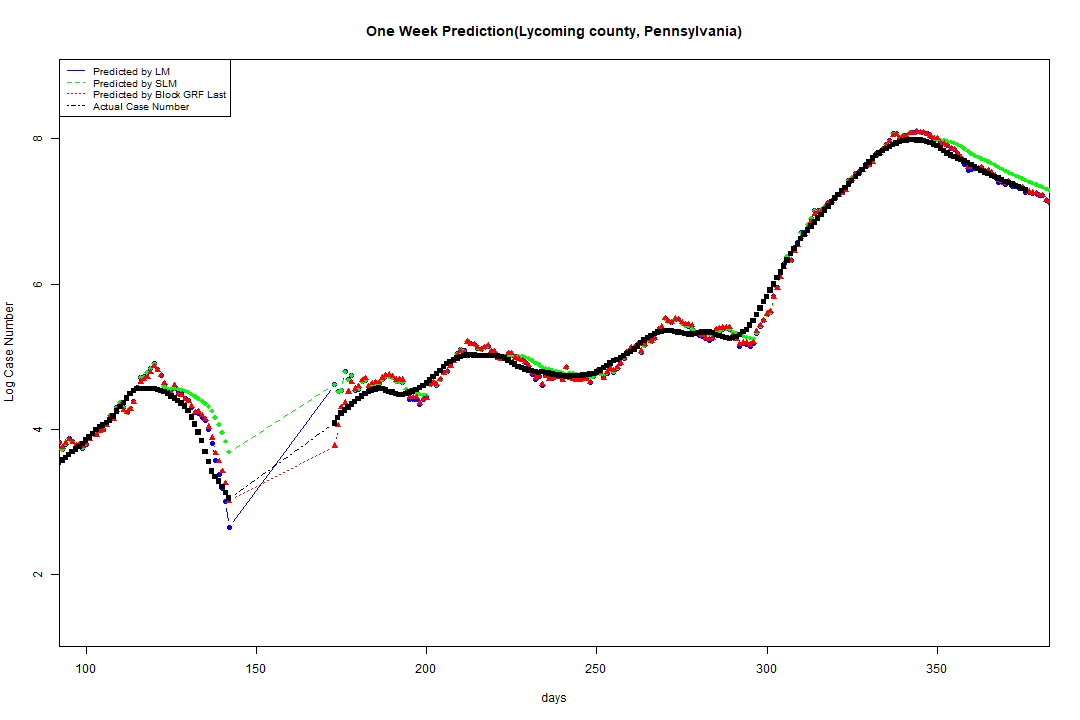 One Week Prediction(Lycoming county, Pennsylvania)
Predicted by LM
Predicted by SLM
Predicted by Block GRF Last
Actual Case Number
8
6
4
2
Log Case Number
100 150 200 250 300 350
days